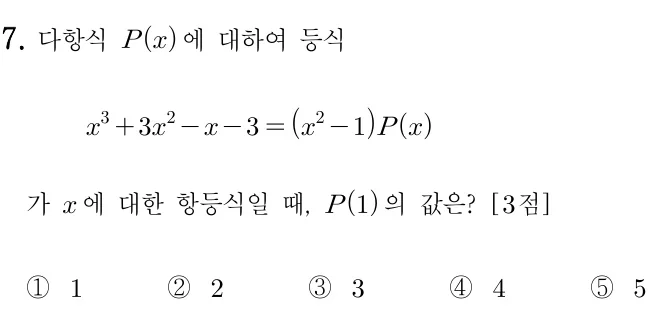 7. 다항식 P(x)에 대하여 등식
x³+3x²−x−3=(x²−1)P(x)
가 x에 대한 항등식일 때, P(1)의 값은? [3점]
① 1 ② 2 ③ 3 ④ 4 ⑤ 5